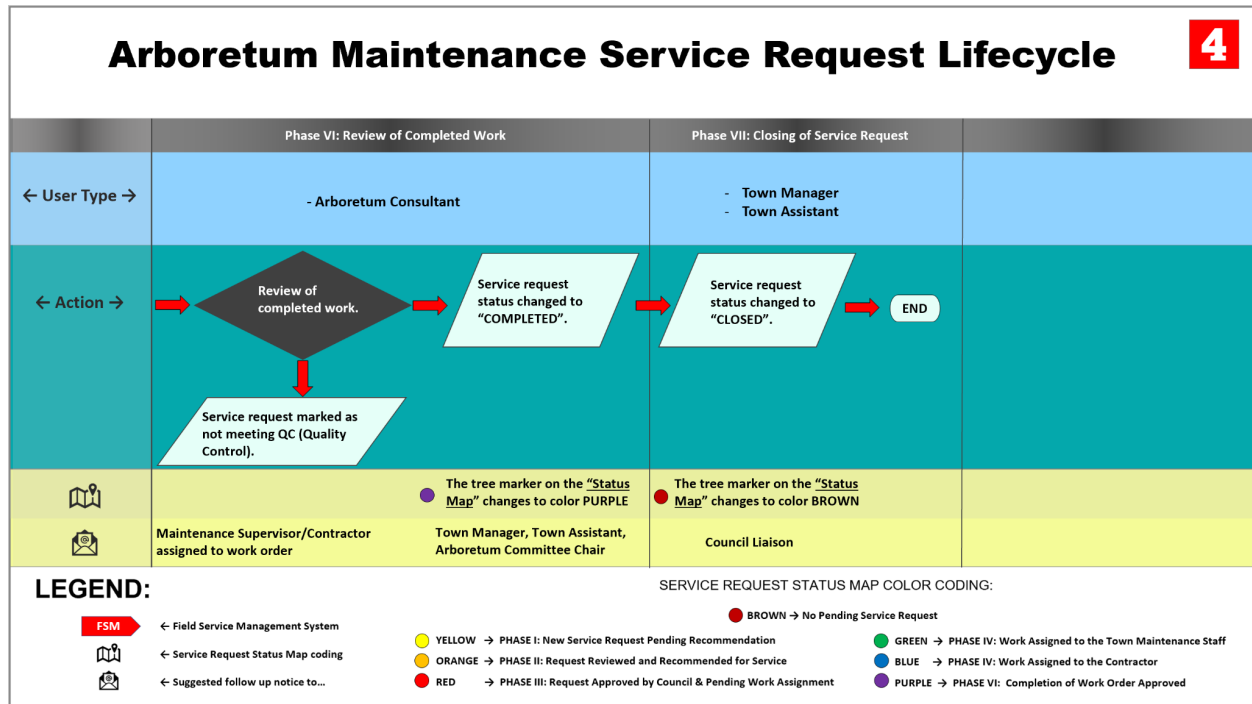 Arboretum Maintenance Service Request Lifecycle
4
Phase VI: Review of Completed Work
Phase VII: Closing of Service Request
← User Type →
- Arboretum Consultant
- Town Manager
- Town Assistant
← Action →
Review of
completed work.
Service request
status changed to
“COMPLETED”.
Service request
status changed to
“CLOSED”.
END
Service request marked as
not meeting QC (Quality
Control).
The tree marker on the “Status
Map” changes to color PURPLE
The tree marker on the “Status
Map” changes to color BROWN
@
Maintenance Supervisor/Contractor
assigned to work order
Town Manager, Town Assistant,
Arboretum Committee Chair
Council Liaison
LEGEND:
FSM
← Field Service Management System
← Service Request Status Map coding
@
← Suggested follow up notice to…
SERVICE REQUEST STATUS MAP COLOR CODING:
BROWN → No Pending Service Request
YELLOW → PHASE I: New Service Request Pending Recommendation
ORANGE → PHASE II: Request Reviewed and Recommended for Service
RED → PHASE III: Request Approved by Council & Pending Work Assignment
GREEN → PHASE IV: Work Assigned to the Town Maintenance Staff
BLUE → PHASE IV: Work Assigned to the Contractor
PURPLE → PHASE VI: Completion of Work Order Approved